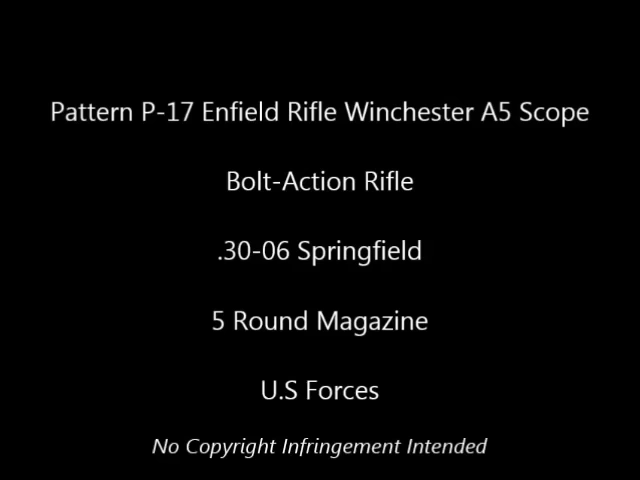 Pattern P-17 Enfield Rifle Winchester A5 Scope
Bolt-Action Rifle
.30-06 Springfield
5 Round Magazine
U.S Forces
No Copyright Infringement Intended